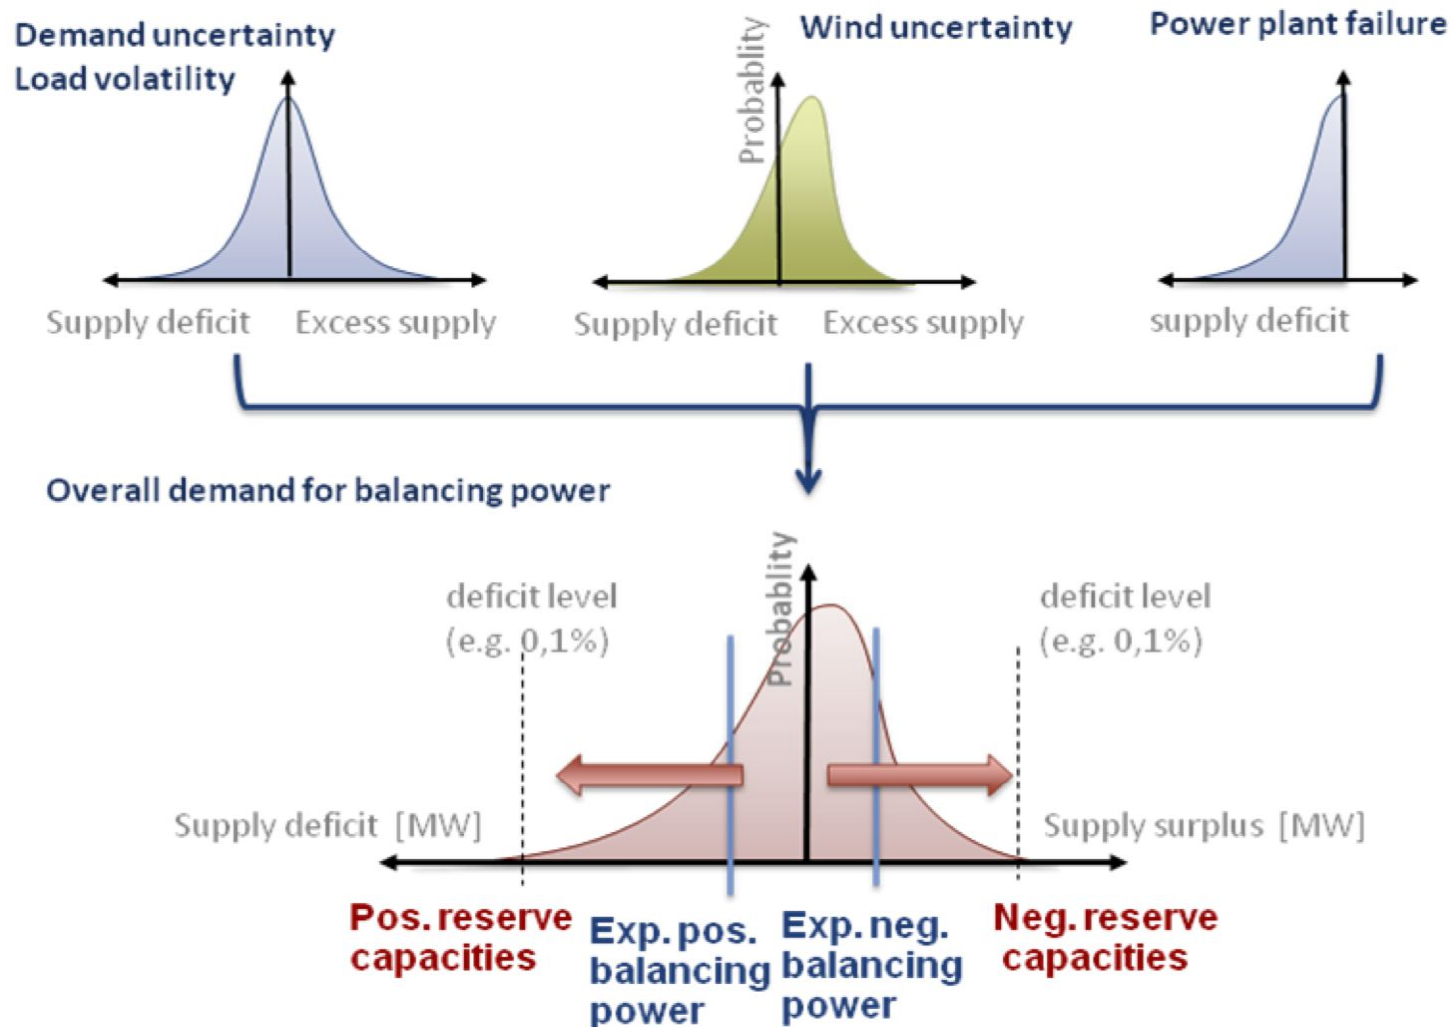 Demand uncertainty
Load volatility
Probablity
Wind uncertainty
Power plant failure
Supply deficit
Excess supply
Supply deficit
Excess supply
supply deficit
Overall demand for balancing power
Probablity
deficit level
(e.g. 0,1%)
deficit level
(e.g. 0,1%)
Supply deficit [MW]
Supply surplus [MW]
Pos. reserve
capacities
Exp. pos.
balancing
power
Exp. neg.
balancing
power
Neg. reserve
capacities